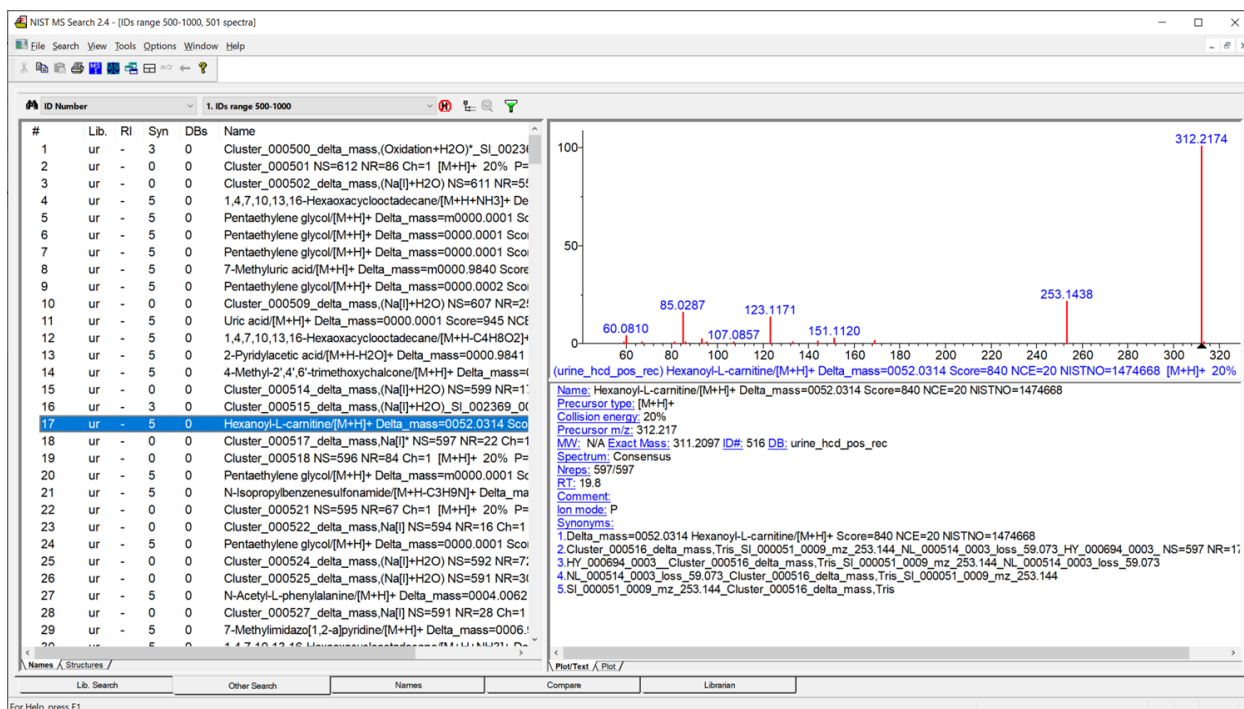 NIST MS Search 2.4 - [IDs range 500-1000, 501 spectra]
File Search View Tools Options Window Help
ID Number 1. IDs range 500-1000
# Lib. RI Syn DBs Name
1 ur - 3 0 Cluster_000500_delta_mass,(Oxidation+H2O)*_SI_00236
2 ur - 0 0 Cluster_000501 NS=612 NR=86 Ch=1 [M+H]+ 20% P=
3 ur - 0 0 Cluster_000502_delta_mass,(Na[I]+H2O) NS=611 NR=55
4 ur - 5 0 1,4,7,10,13,16-Hexaoxacyclooctadecane/[M+H+NH3]+ De
5 ur - 5 0 Pentaethylene glycol/[M+H]+ Delta_mass=m0000.0001 Sc
6 ur - 5 0 Pentaethylene glycol/[M+H]+ Delta_mass=0000.0001 Scor
7 ur - 5 0 Pentaethylene glycol/[M+H]+ Delta_mass=0000.0001 Scor
8 ur - 5 0 7-Methyluric acid/[M+H]+ Delta_mass=m0000.9840 Score
9 ur - 5 0 Pentaethylene glycol/[M+H]+ Delta_mass=0000.0002 Scor
10 ur - 0 0 Cluster_000509_delta_mass,(Na[I]+H2O) NS=607 NR=25
11 ur - 5 0 Uric acid/[M+H]+ Delta_mass=0000.0001 Score=945 NCE
12 ur - 5 0 1,4,7,10,13,16-Hexaoxacyclooctadecane/[M+H-C4H8O2]+
13 ur - 5 0 2-Pyridylacetic acid/[M+H-H2O]+ Delta_mass=0000.9841
14 ur - 5 0 4-Methyl-2',4',6'-trimethoxychalcone/[M+H]+ Delta_mass=
15 ur - 0 0 Cluster_000514_delta_mass,(Na[I]+H2O) NS=599 NR=1
16 ur - 3 0 Cluster_000515_delta_mass,(Na[I]+H2O)_SI_002369_00
17 ur - 5 0 Hexanoyl-L-carnitine/[M+H]+ Delta_mass=0052.0314 Sco
18 ur - 0 0 Cluster_000517_delta_mass,Na[I]* NS=597 NR=22 Ch=1
19 ur - 0 0 Cluster_000518 NS=596 NR=84 Ch=1 [M+H]+ 20% P=
20 ur - 5 0 Pentaethylene glycol/[M+H]+ Delta_mass=m0000.0001 Sc
21 ur - 5 0 N-Isopropylbenzenesulfonamide/[M+H-C3H9N]+ Delta_ma
22 ur - 0 0 Cluster_000521 NS=595 NR=67 Ch=1 [M+H]+ 20% P=
23 ur - 0 0 Cluster_000522_delta_mass,Na[I] NS=594 NR=16 Ch=1
24 ur - 5 0 Pentaethylene glycol/[M+H]+ Delta_mass=0000.0001 Scor
25 ur - 0 0 Cluster_000524_delta_mass,(Na[I]+H2O) NS=592 NR=72
26 ur - 0 0 Cluster_000525_delta_mass,(Na[I]+H2O) NS=591 NR=30
27 ur - 5 0 N-Acetyl-L-phenylalanine/[M+H]+ Delta_mass=0004.0062
28 ur - 0 0 Cluster_000527_delta_mass,Na[I] NS=591 NR=28 Ch=1
29 ur - 5 0 7-Methylimidazo[1,2-a]pyridine/[M+H]+ Delta_mass=0006.
Names Structures
100
50
0
312.2174
253.1438
85.0287
123.1171
60.0810
107.0857
151.1120
60 80 100 120 140 160 180 200 220 240 260 280 300 320
(urine_hcd_pos_rec) Hexanoyl-L-carnitine/[M+H]+ Delta_mass=0052.0314 Score=840 NCE=20 NISTNO=1474668 [M+H]+ 20%
Name: Hexanoyl-L-carnitine/[M+H]+ Delta_mass=0052.0314 Score=840 NCE=20 NISTNO=1474668
Precursor type: [M+H]+
Collision energy: 20%
Precursor m/z: 312.217
MW: N/A Exact Mass: 311.2097 ID#: 516 DB: urine_hcd_pos_rec
Spectrum: Consensus
Nreps: 597/597
RT: 19.8
Comment:
Ion mode: P
Synonyms:
1.Delta_mass=0052.0314 Hexanoyl-L-carnitine/[M+H]+ Score=840 NCE=20 NISTNO=1474668
2.Cluster_000516_delta_mass,Tris_SI_000051_0009_mz_253.144_NL_000514_0003_loss_59.073_HY_000694_0003_ NS=597 NR=17
3.HY_000694_0003__Cluster_000516_delta_mass,Tris_SI_000051_0009_mz_253.144_NL_000514_0003_loss_59.073
4.NL_000514_0003_loss_59.073_Cluster_000516_delta_mass,Tris_SI_000051_0009_mz_253.144
5.SI_000051_0009_mz_253.144_Cluster_000516_delta_mass,Tris
Plot/Text Plot
Lib. Search Other Search Names Compare Librarian
For Help, press F1